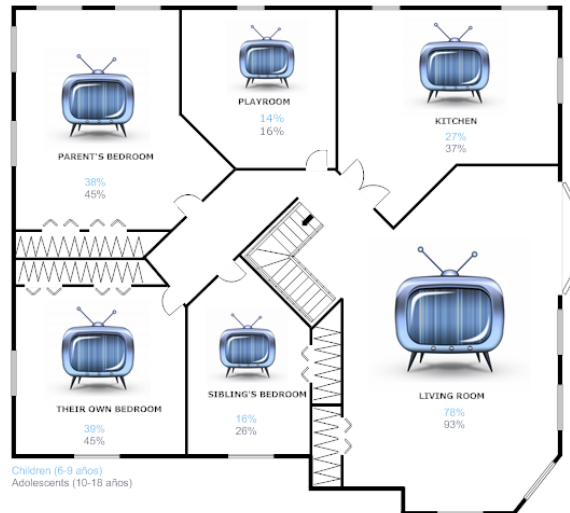 PLAYROOM
14%
16%
KITCHEN
27%
37%
PARENT'S BEDROOM
38%
45%
THEIR OWN BEDROOM
39%
45%
SIBLING'S BEDROOM
16%
26%
LIVING ROOM
78%
93%
Children (6-9 años)
Adolescents (10-18 años)